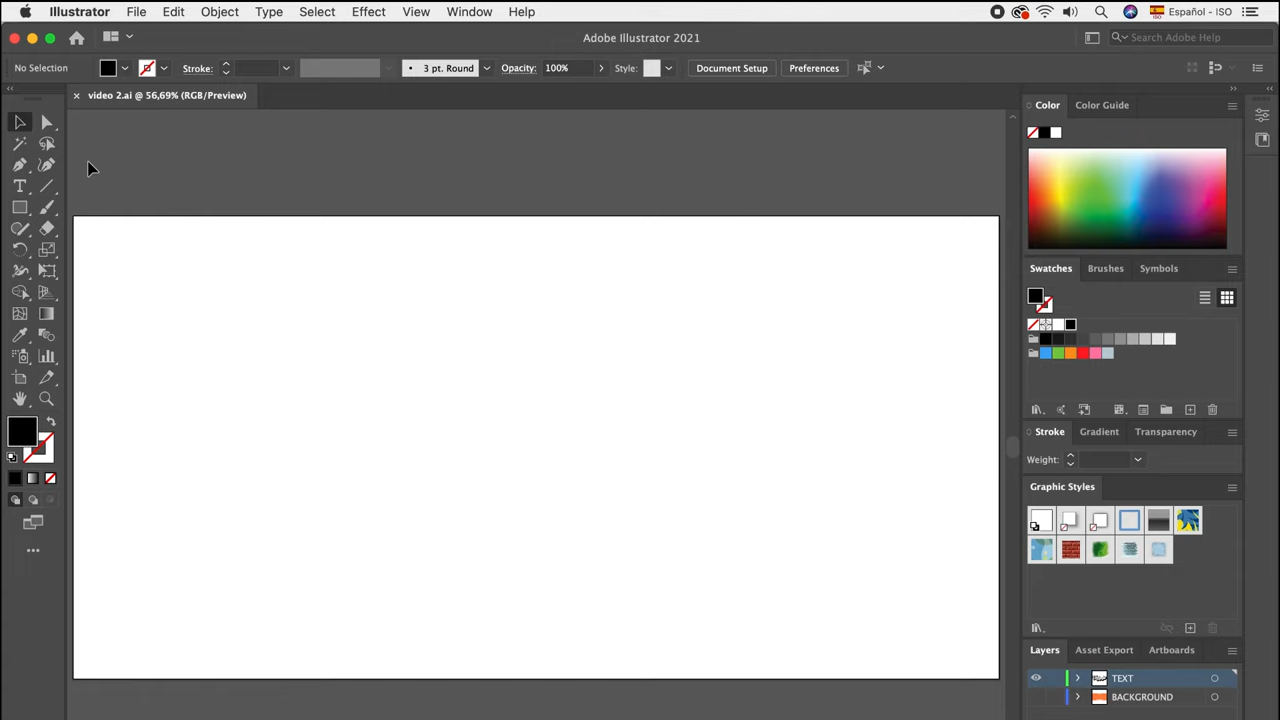 Illustrator File Edit Object Type Select Effect View Window Help Español - ISO
Adobe Illustrator 2021 Search Adobe Help
No Selection Stroke: 3 pt. Round Opacity: 100% Style: Document Setup Preferences
video 2.ai @ 56,69% (RGB/Preview)
Color Color Guide
Swatches Brushes Symbols
Stroke Gradient Transparency
Weight:
Graphic Styles
Layers Asset Export Artboards
TEXT
BACKGROUND